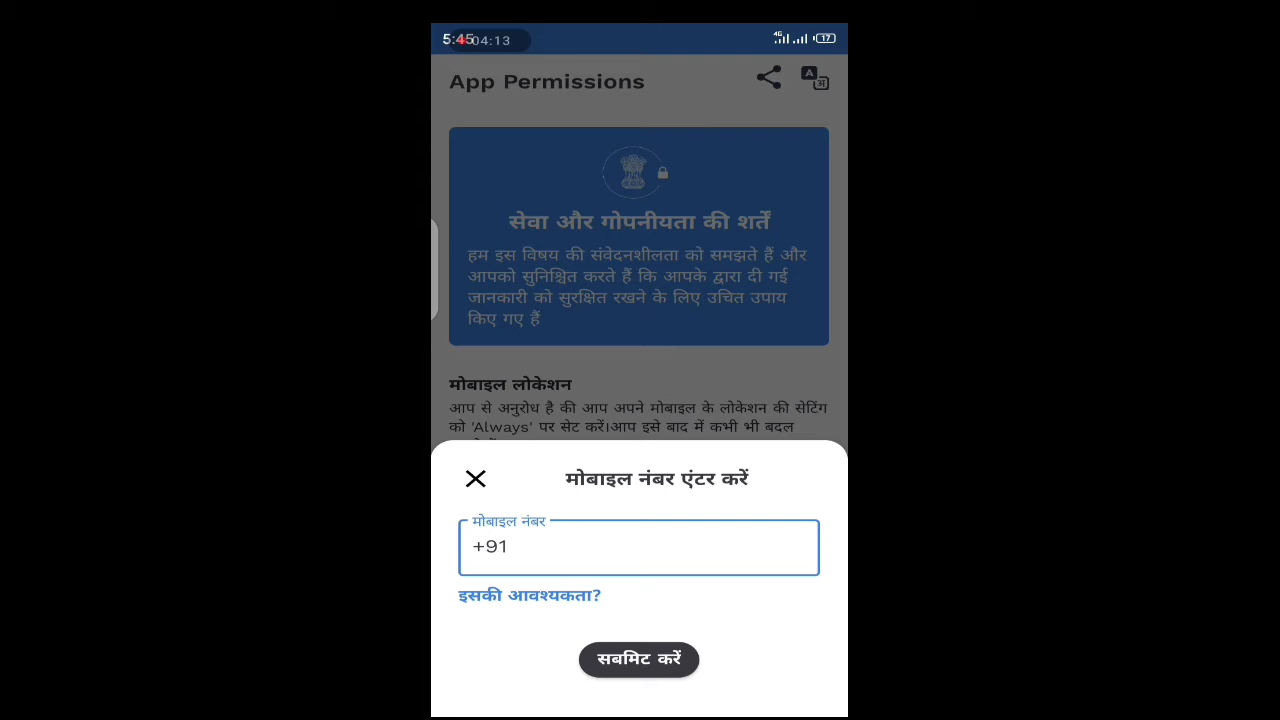 5:45
04:13
4G
17
App Permissions
A
अ
सेवा और गोपनीयता की शर्तें
हम इस विषय की संवेदनशीलता को समझते हैं और
आपको सुनिश्चित करते हैं कि आपके द्वारा दी गई
जानकारी को सुरक्षित रखने के लिए उचित उपाय
किए गए हैं
मोबाइल लोकेशन
आप से अनुरोध है की आप अपने मोबाइल के लोकेशन की सेटिंग
को 'Always' पर सेट करें।आप इसे बाद में कभी भी बदल
मोबाइल नंबर एंटर करें
मोबाइल नंबर
+91
इसकी आवश्यकता?
सबमिट करें